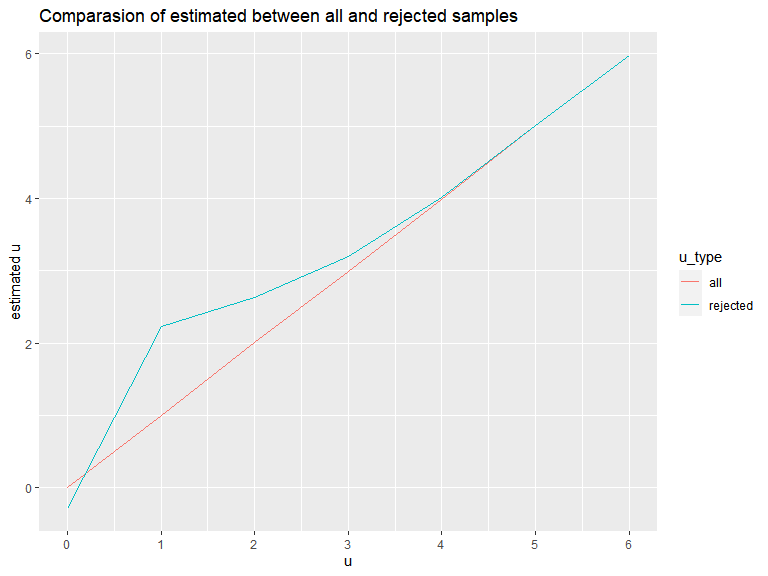 Comparasion of estimated between all and rejected samples
6
4
2
0
estimated u
0 1 2 3 4 5 6
u
u_type
all
rejected